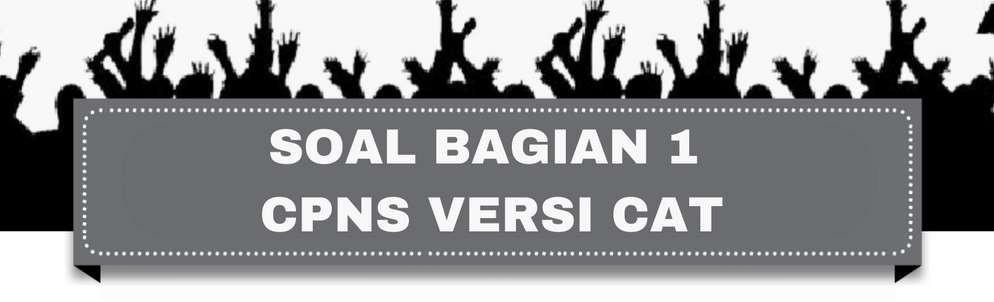 SOAL BAGIAN 1
CPNS VERSI CAT